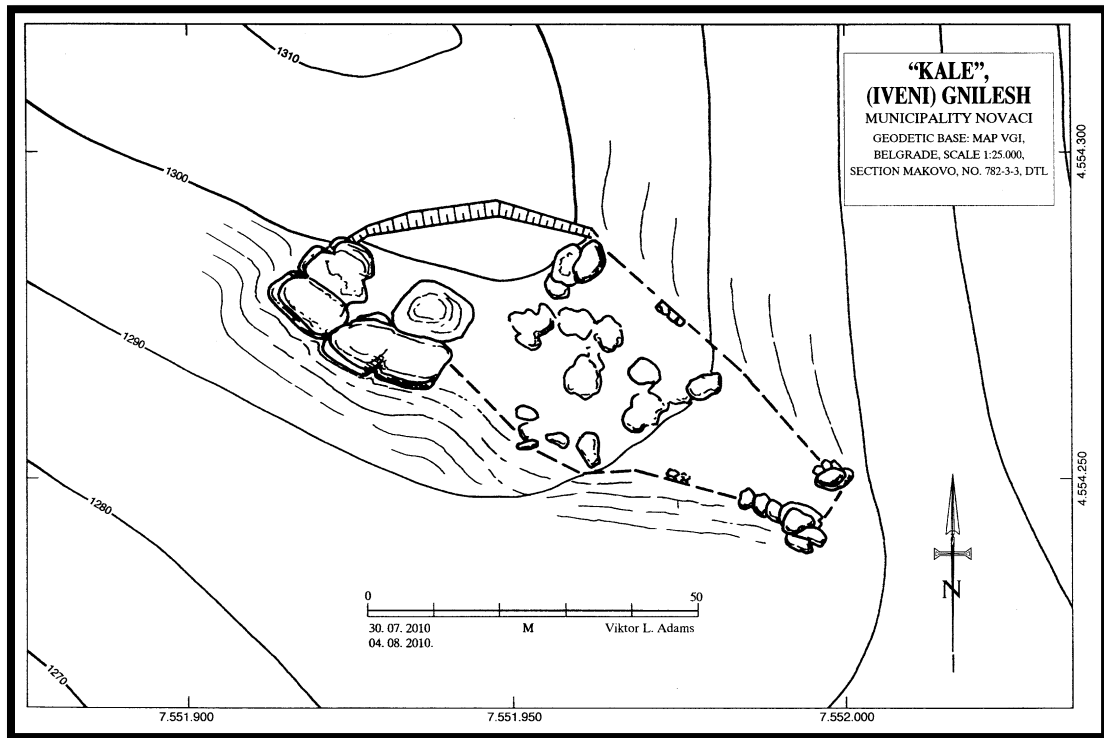 1310
“KALE”,
(IVENI) GNILESH
MUNICIPALITY NOVACI
GEODETIC BASE: MAP VGI,
BELGRADE, SCALE 1:25.000,
SECTION MAKOVO, NO. 782-3-3, DTL
4.554.300
1300
1290
4.554.250
1280
N
0 50
30. 07. 2010 M Viktor L. Adams
04. 08. 2010.
1270
7.551.900 7.551.950 7.552.000